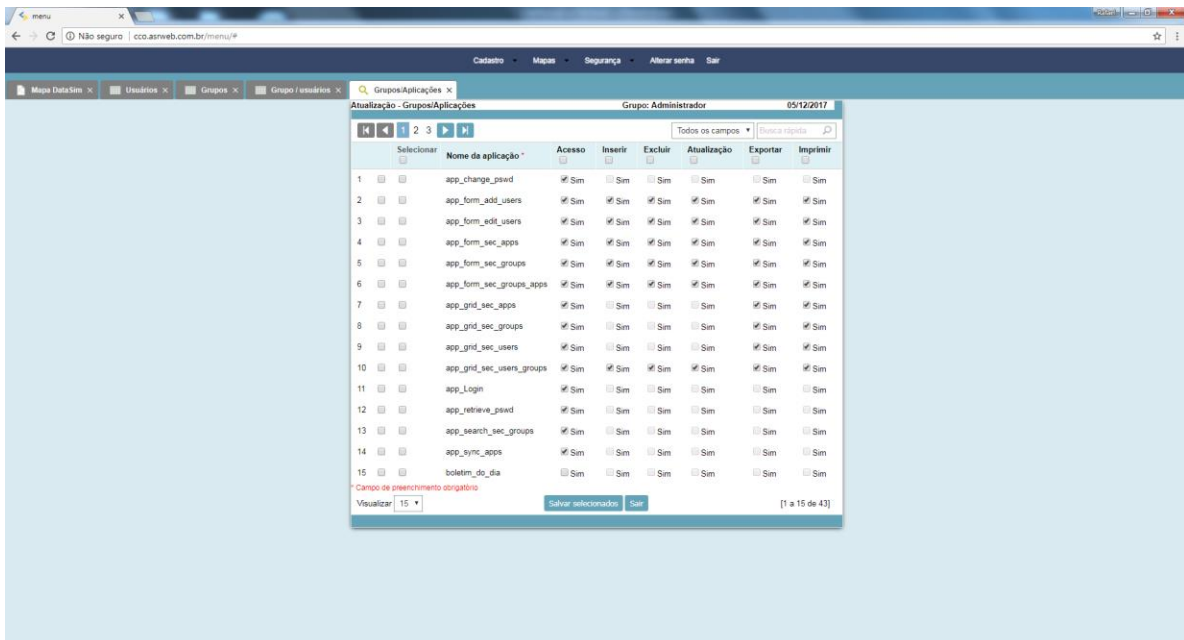 menu
Não seguro | cco.asrweb.com.br/menu/#
Cadastro Mapas Segurança Alterar senha Sair
Mapa DataSim Usuários Grupos Grupo / usuários Grupos/Aplicações
Atualização - Grupos/Aplicações Grupo: Administrador 05/12/2017
1 2 3 Todos os campos Busca rápida
Selecionar Nome da aplicação * Acesso Inserir Excluir Atualização Exportar Imprimir
1 app_change_pswd Sim Sim Sim Sim Sim Sim
2 app_form_add_users Sim Sim Sim Sim Sim Sim
3 app_form_edit_users Sim Sim Sim Sim Sim Sim
4 app_form_sec_apps Sim Sim Sim Sim Sim Sim
5 app_form_sec_groups Sim Sim Sim Sim Sim Sim
6 app_form_sec_groups_apps Sim Sim Sim Sim Sim Sim
7 app_grid_sec_apps Sim Sim Sim Sim Sim Sim
8 app_grid_sec_groups Sim Sim Sim Sim Sim Sim
9 app_grid_sec_users Sim Sim Sim Sim Sim Sim
10 app_grid_sec_users_groups Sim Sim Sim Sim Sim Sim
11 app_Login Sim Sim Sim Sim Sim Sim
12 app_retrieve_pswd Sim Sim Sim Sim Sim Sim
13 app_search_sec_groups Sim Sim Sim Sim Sim Sim
14 app_sync_apps Sim Sim Sim Sim Sim Sim
15 boletim_do_dia Sim Sim Sim Sim Sim Sim
* Campo de preenchimento obrigatório
Visualizar 15 Salvar selecionados Sair [1 a 15 de 43]